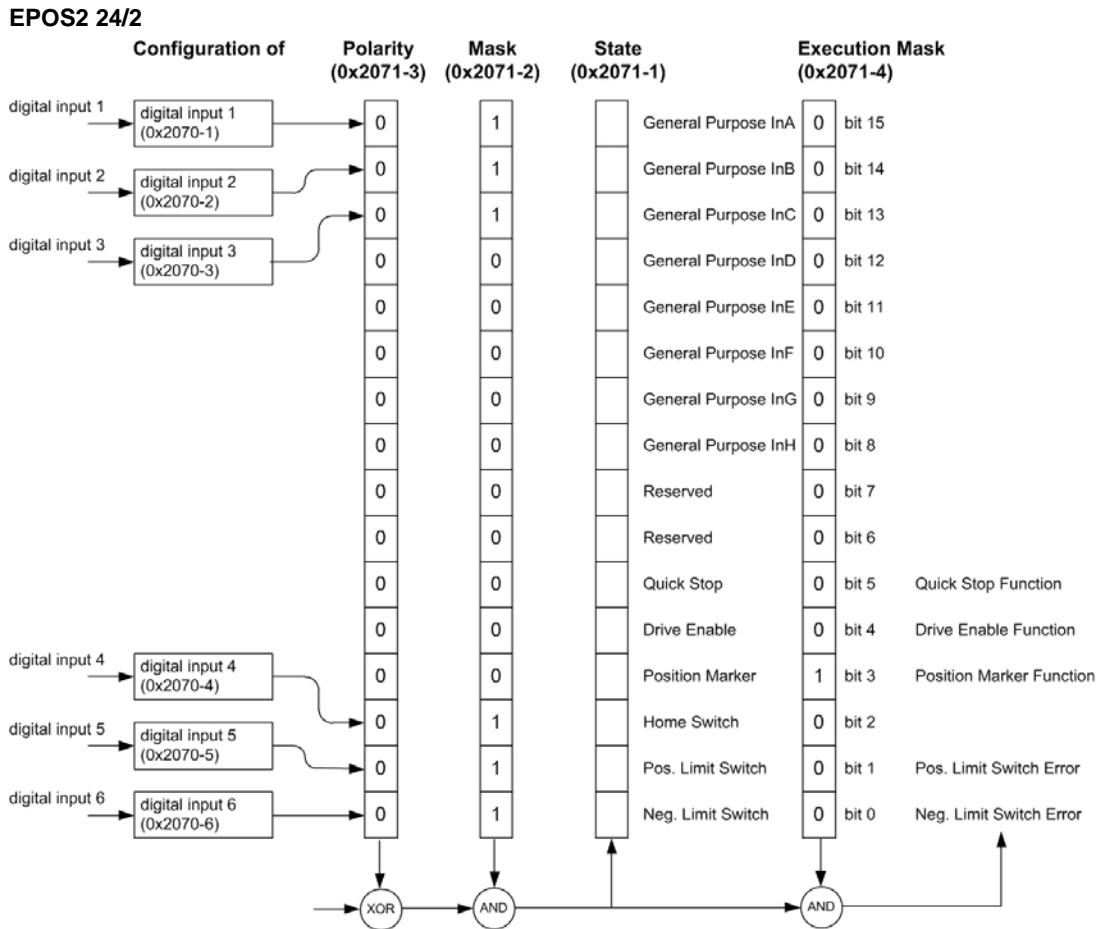 EPOS2 24/2
Configuration of Polarity Mask State Execution Mask
(0x2071-3) (0x2071-2) (0x2071-1) (0x2071-4)
digital input 1
digital input 1
(0x2070-1)
0 1 General Purpose InA 0 bit 15
digital input 2
digital input 2
(0x2070-2)
0 1 General Purpose InB 0 bit 14
0 1 General Purpose InC 0 bit 13
digital input 3
digital input 3
(0x2070-3)
0 0 General Purpose InD 0 bit 12
0 0 General Purpose InE 0 bit 11
0 0 General Purpose InF 0 bit 10
0 0 General Purpose InG 0 bit 9
0 0 General Purpose InH 0 bit 8
0 0 Reserved 0 bit 7
0 0 Reserved 0 bit 6
0 0 Quick Stop 0 bit 5 Quick Stop Function
0 0 Drive Enable 0 bit 4 Drive Enable Function
digital input 4
digital input 4
(0x2070-4)
0 0 Position Marker 1 bit 3 Position Marker Function
0 1 Home Switch 0 bit 2
digital input 5
digital input 5
(0x2070-5)
0 1 Pos. Limit Switch 0 bit 1 Pos. Limit Switch Error
digital input 6
digital input 6
(0x2070-6)
0 1 Neg. Limit Switch 0 bit 0 Neg. Limit Switch Error
XOR AND AND